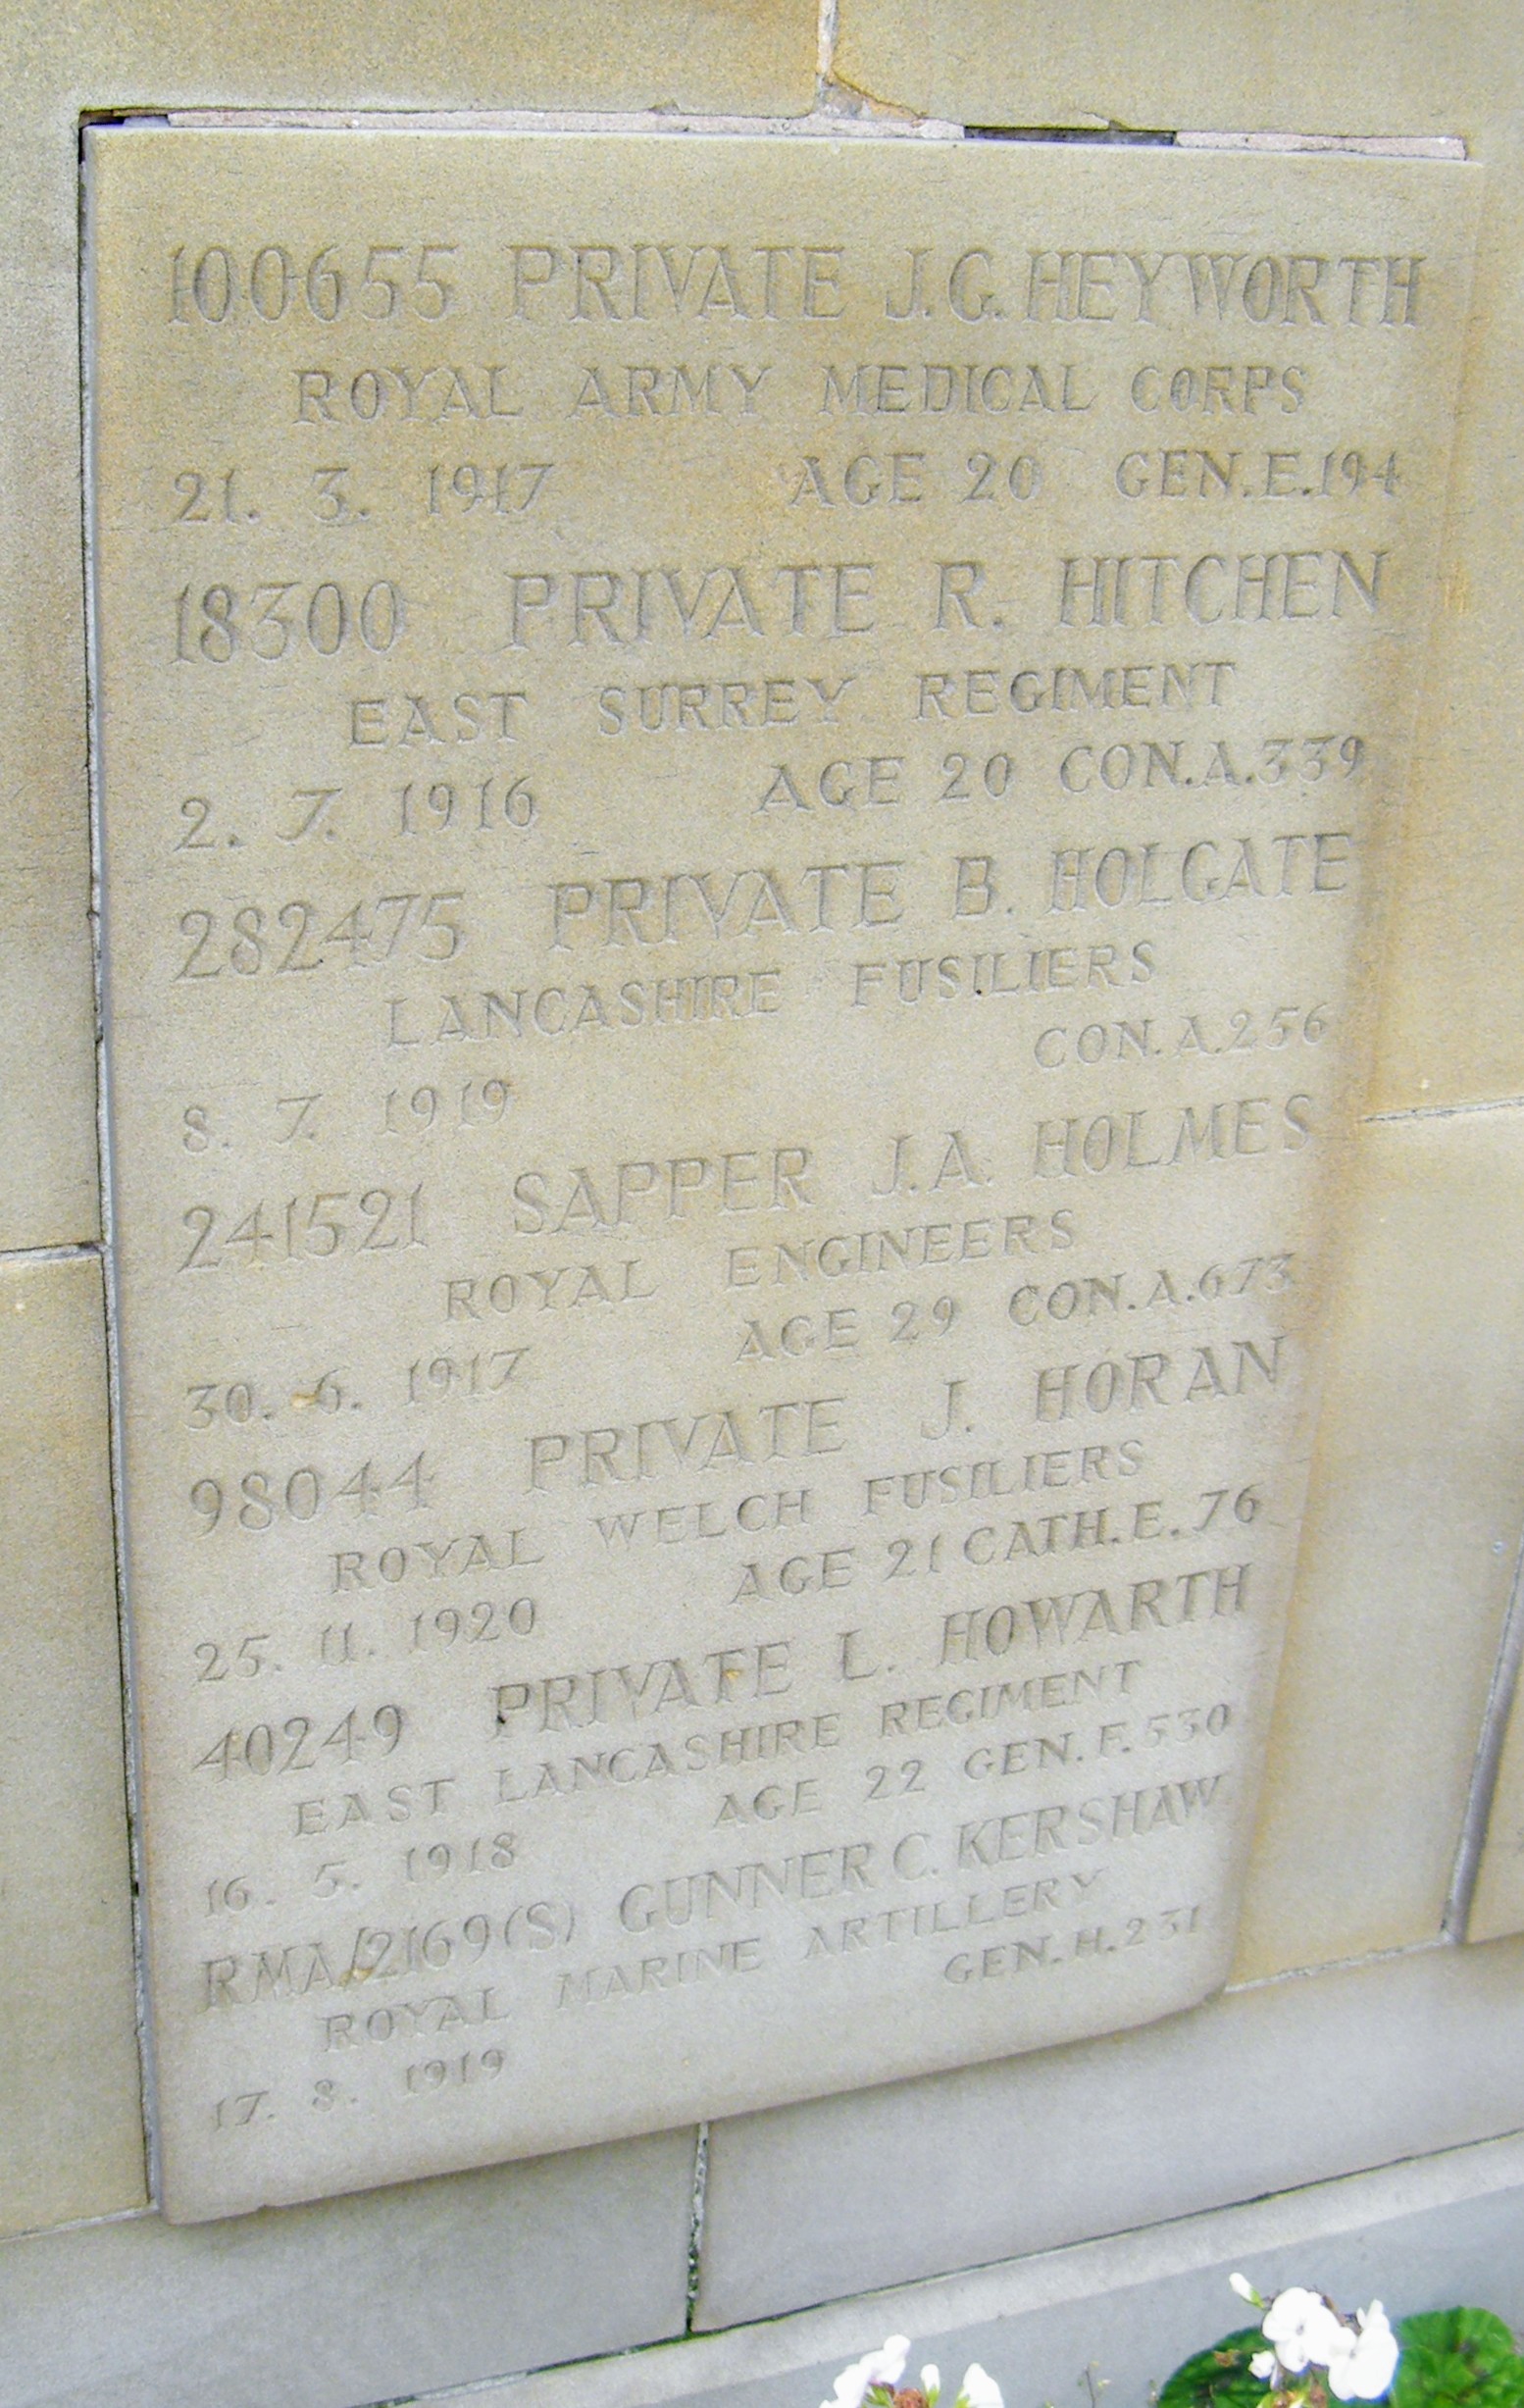 100655 PRIVATE J.G. HEYWORTH
ROYAL ARMY MEDICAL CORPS
21. 3. 1917 AGE 20 GEN.E.194
18300 PRIVATE R. HITCHEN
EAST SURREY REGIMENT
2. 7. 1916 AGE 20 CON.A.339
282475 PRIVATE B. HOLGATE
LANCASHIRE FUSILIERS
8. 7. 1919 CON.A.256
241521 SAPPER J.A. HOLMES
ROYAL ENGINEERS
30. 6. 1917 AGE 29 CON.A.673
98044 PRIVATE J. HORAN
ROYAL WELCH FUSILIERS
25. 11. 1920 AGE 21 CATH.E.76
40249 PRIVATE L. HOWARTH
EAST LANCASHIRE REGIMENT
16. 5. 1918 AGE 22 GEN.F.530
RMA/2169(S) GUNNER C. KERSHAW
ROYAL MARINE ARTILLERY
17. 8. 1919 GEN.H.231